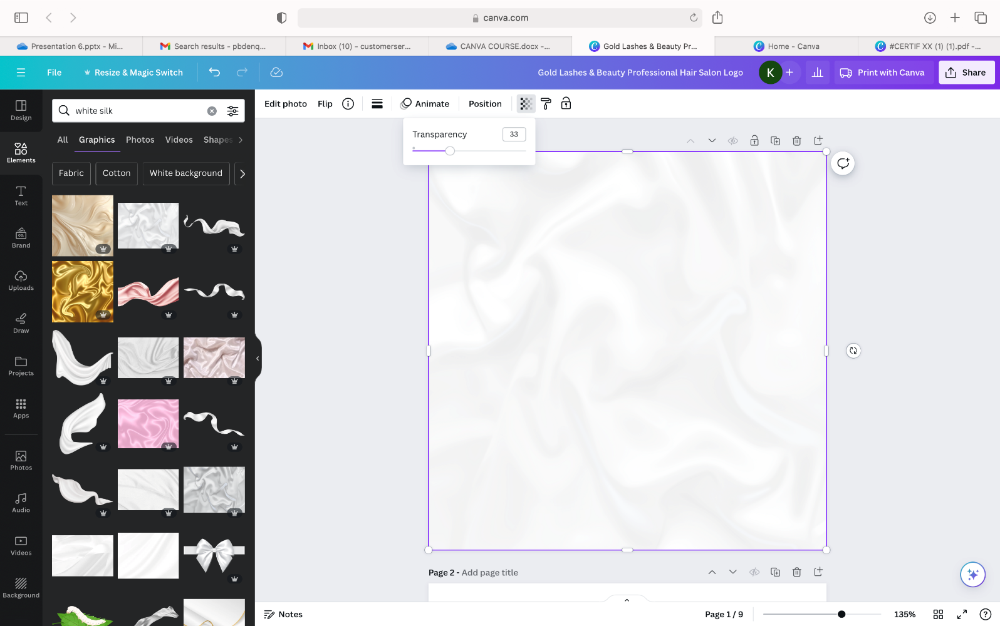 canva.com
Presentation 6.pptx - Mi...
Search results - pbdenq...
Inbox (10) - customerser...
CANVA COURSE.docx -...
Gold Lashes & Beauty Pr...
Home - Canva
#CERTIF XX (1) (1).pdf -...
File
Resize & Magic Switch
Gold Lashes & Beauty Professional Hair Salon Logo
K
Print with Canva
Share
Design
Elements
Text
Brand
Uploads
Draw
Projects
Apps
Photos
Audio
Videos
Background
white silk
All Graphics Photos Videos Shapes
Fabric Cotton White background
Edit photo Flip Animate Position
Transparency 33
Page 2 - Add page title
Notes
Page 1 / 9
135%